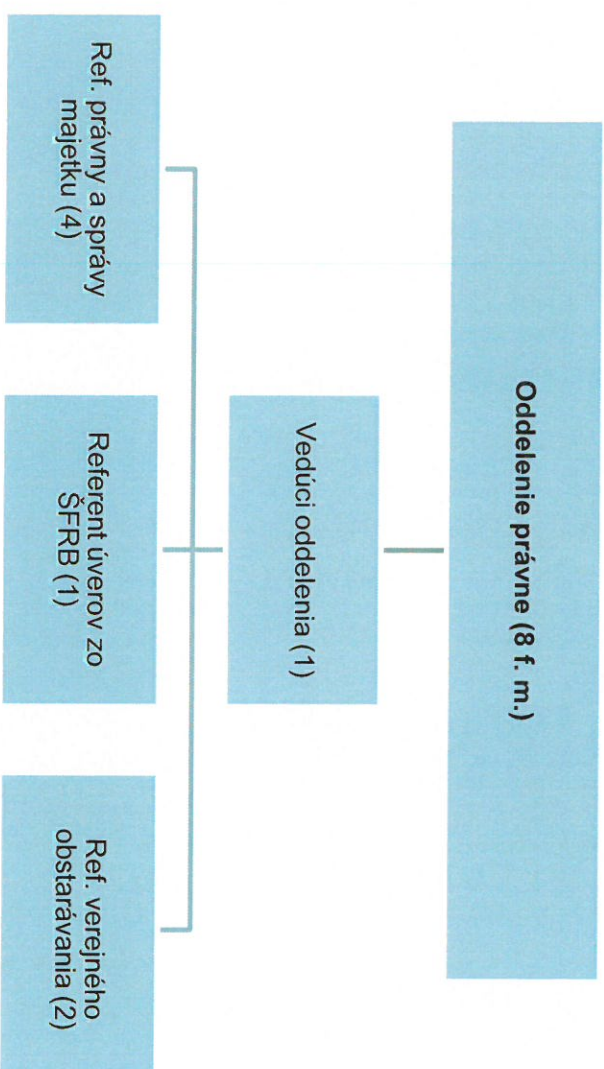 Oddelenie právne (8 f. m.)
Vedúci oddelenia (1)
Ref. právny a správy
majetku (4)
Referent úverov zo
ŠFRB (1)
Ref. verejného
obstarávania (2)